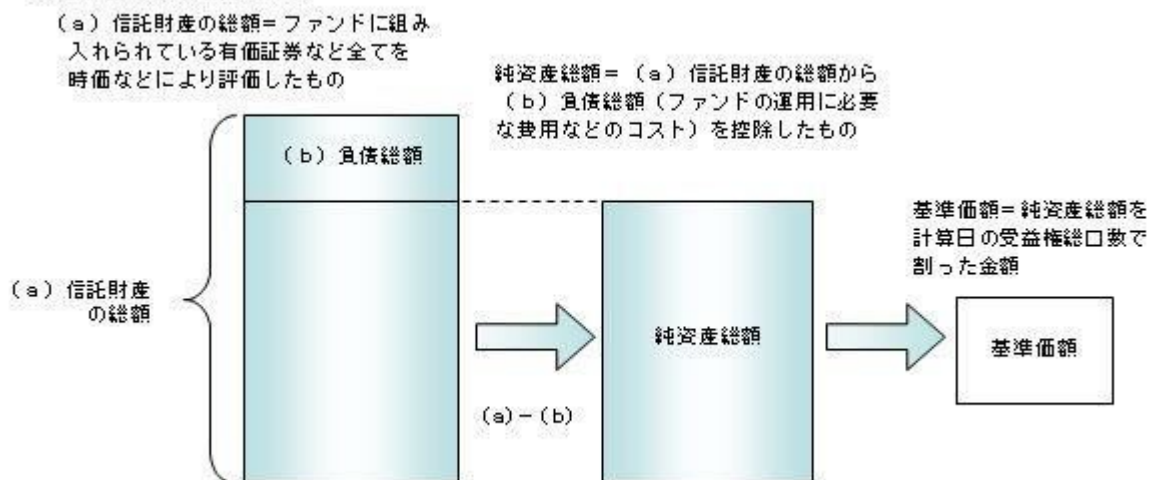 (a)信託財産の総額=ファンドに組み
入れられている有価証券など全てを
時価などにより評価したもの
純資産総額=(a)信託財産の総額から
(b)負債総額(ファンドの運用に必要
な費用などのコスト)を控除したもの
(b)負債総額
基準価額=純資産総額を
計算日の受益権総口数で
割った金額
(a)信託財産
の総額
純資産総額
基準価額
(a)-(b)